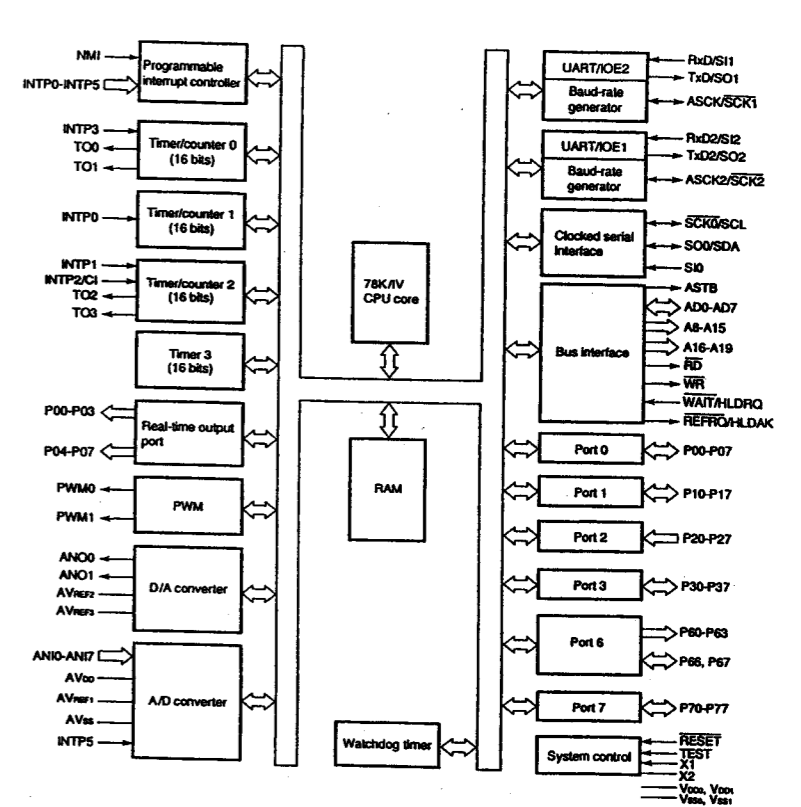 NMI
INTP0-INTP5
Programmable
interrupt controller
INTP3
TO0
TO1
Timer/counter 0
(16 bits)
INTP0
Timer/counter 1
(16 bits)
INTP1
INTP2/CI
TO2
TO3
Timer/counter 2
(16 bits)
Timer 3
(16 bits)
P00-P03
P04-P07
Real-time output
port
PWM0
PWM1
PWM
ANO0
ANO1
AVREF2
AVREF3
D/A converter
ANI0-ANI7
AVDD
AVREF1
AVSS
INTP5
A/D converter
78K/IV
CPU core
RAM
Watchdog timer
UART/IOE2
Baud-rate
generator
RxD/SI1
TxD/SO1
ASCK/SCK1
UART/IOE1
Baud-rate
generator
RxD2/SI2
TxD2/SO2
ASCK2/SCK2
Clocked serial
interface
SCK0/SCL
SO0/SDA
SI0
Bus interface
ASTB
AD0-AD7
A8-A15
A16-A19
RD
WR
WAIT/HLDRQ
REFRQ/HLDAK
Port 0
P00-P07
Port 1
P10-P17
Port 2
P20-P27
Port 3
P30-P37
Port 6
P60-P63
P66, P67
Port 7
P70-P77
System control
RESET
TEST
X1
X2
VDD0, VDD1
VSS0, VSS1